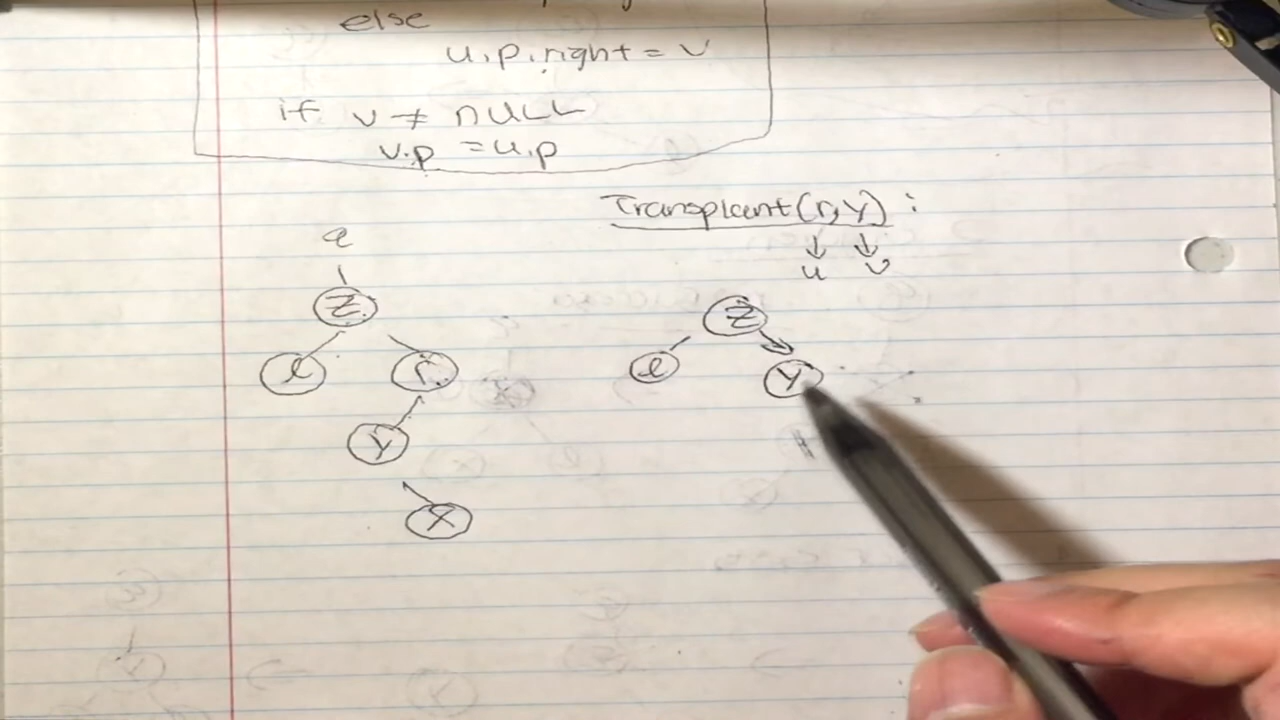 else
u.p.right = v
if v ≠ NULL
v.p = u.p
Transplant(r, y) :
↓ ↓
u v
a
z z
l r l y
y
x